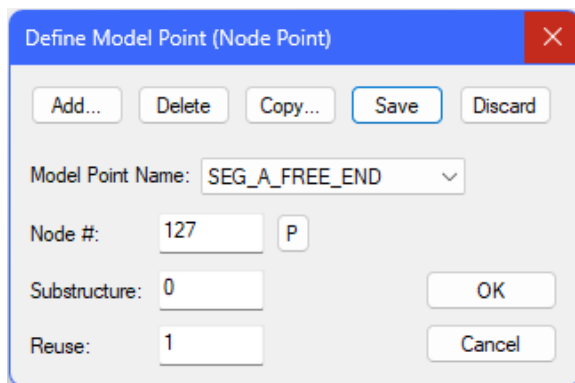 Define Model Point (Node Point)
Add... Delete Copy... Save Discard
Model Point Name: SEG_A_FREE_END
Node #: 127 P
Substructure: 0 OK
Reuse: 1 Cancel